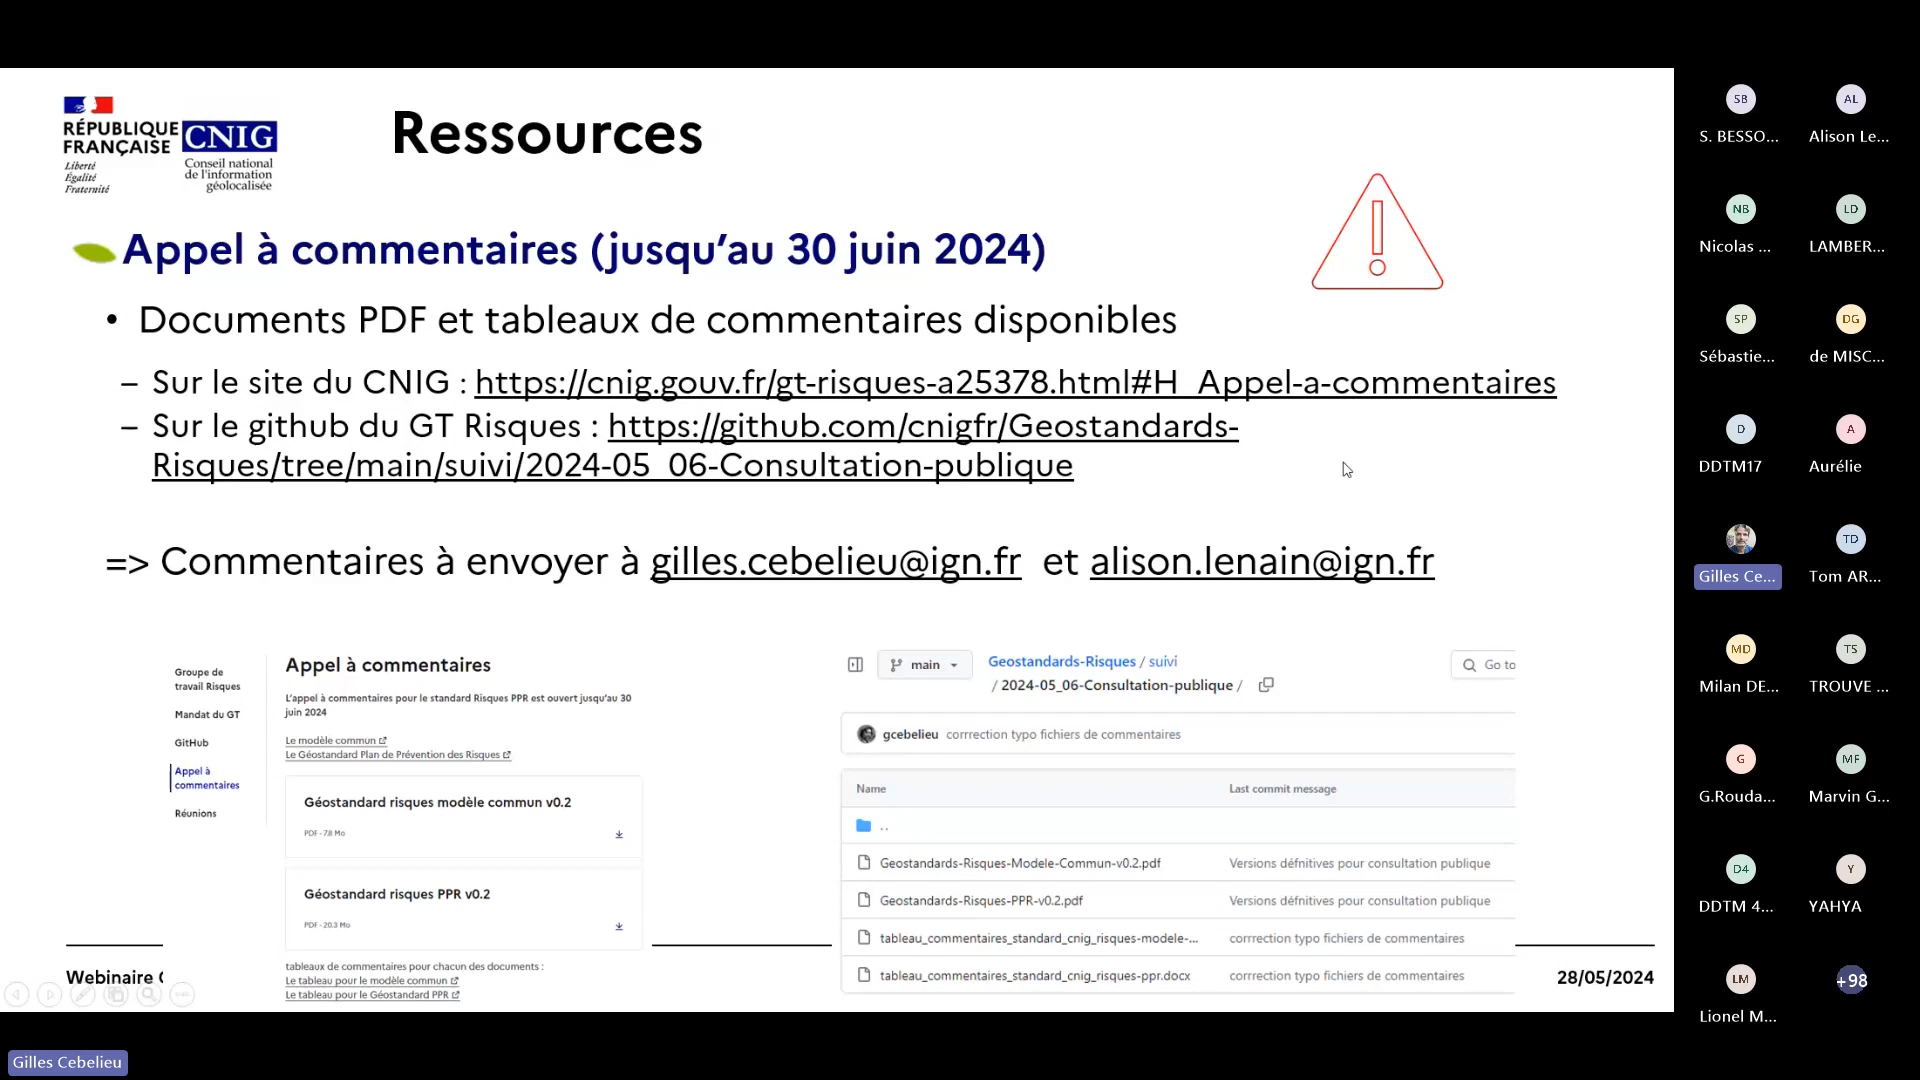 RÉPUBLIQUE
FRANÇAISE
Liberté
Égalité
Fraternité
CNIG
Conseil national
de l'information
géolocalisée
Ressources
Appel à commentaires (jusqu’au 30 juin 2024)
• Documents PDF et tableaux de commentaires disponibles
– Sur le site du CNIG : https://cnig.gouv.fr/gt-risques-a25378.html#H_Appel-a-commentaires
– Sur le github du GT Risques : https://github.com/cnigfr/Geostandards-
Risques/tree/main/suivi/2024-05_06-Consultation-publique
=> Commentaires à envoyer à gilles.cebelieu@ign.fr et alison.lenain@ign.fr
Groupe de
travail Risques
Mandat du GT
GitHub
Appel à
commentaires
Réunions
Appel à commentaires
L'appel à commentaires pour le standard Risques PPR est ouvert jusqu'au 30
juin 2024
Le modèle commun
Le Géostandard Plan de Prévention des Risques
Géostandard risques modèle commun v0.2
PDF - 7.8 Mo
Géostandard risques PPR v0.2
PDF - 20.3 Mo
tableaux de commentaires pour chacun des documents :
Le tableau pour le modèle commun
Le tableau pour le Géostandard PPR
main
Geostandards-Risques / suivi
/ 2024-05_06-Consultation-publique /
Go to
gcebelieu corrrection typo fichiers de commentaires
Name Last commit message
..
Geostandards-Risques-Modele-Commun-v0.2.pdf Versions défnitives pour consultation publique
Geostandards-Risques-PPR-v0.2.pdf Versions défnitives pour consultation publique
tableau_commentaires_standard_cnig_risques-modele-... corrrection typo fichiers de commentaires
tableau_commentaires_standard_cnig_risques-ppr.docx corrrection typo fichiers de commentaires
Webinaire
28/05/2024
SB
S. BESSO...
AL
Alison Le...
NB
Nicolas ...
LD
LAMBER...
SP
Sébastie...
DG
de MISC...
D
DDTM17
A
Aurélie
Gilles Ce...
TD
Tom AR...
MD
Milan DE...
TS
TROUVE ...
G
G.Rouda...
MF
Marvin G...
D4
DDTM 4...
Y
YAHYA
LM
Lionel M...
+98
Gilles Cebelieu